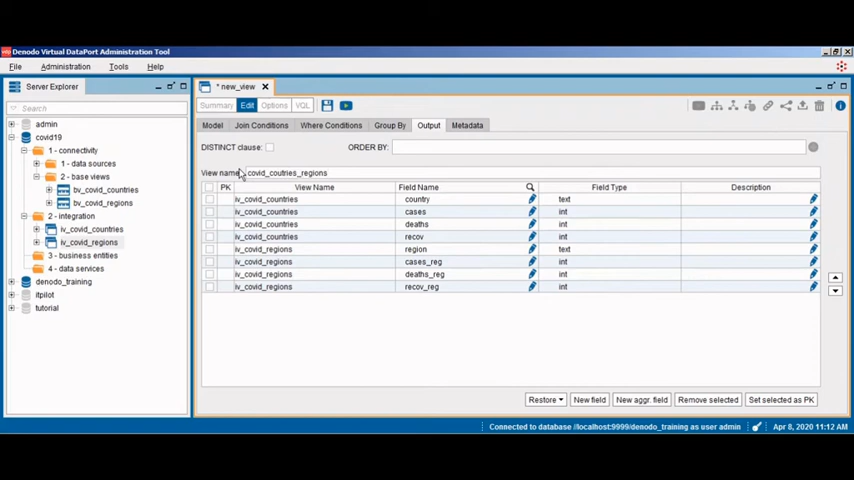 Denodo Virtual DataPort Administration Tool
File Administration Tools Help
Server Explorer
* new_view
Search
Summary Edit Options VQL
admin
covid19
1 - connectivity
1 - data sources
2 - base views
bv_covid_countries
bv_covid_regions
2 - integration
iv_covid_countries
iv_covid_regions
3 - business entities
4 - data services
denodo_training
itpilot
tutorial
Model Join Conditions Where Conditions Group By Output Metadata
DISTINCT clause: ORDER BY:
View name: covid_coutries_regions
PK View Name Field Name Field Type Description
iv_covid_countries country text
iv_covid_countries cases int
iv_covid_countries deaths int
iv_covid_countries recov int
iv_covid_regions region text
iv_covid_regions cases_reg int
iv_covid_regions deaths_reg int
iv_covid_regions recov_reg int
Restore New field New aggr. field Remove selected Set selected as PK
Connected to database //localhost:9999/denodo_training as user admin Apr 8, 2020 11:12 AM